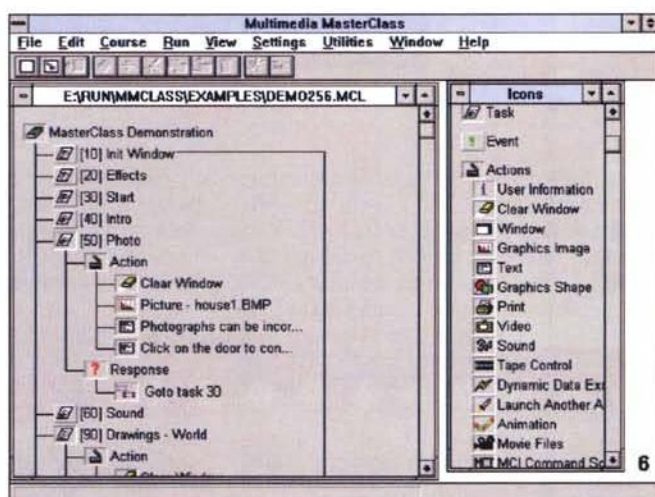 Multimedia MasterClass
File Edit Course Run View Settings Utilities Window Help
E:\RUN\MMCLASS\EXAMPLES\DEMO256.MCL
MasterClass Demonstration
[10] Init Window
[20] Effects
[30] Start
[40] Intro
[50] Photo
Action
Clear Window
Picture - house1.BMP
Photographs can be incor...
Click on the door to con...
Response
Goto task 30
[60] Sound
[90] Drawings - World
Action
Icons
Task
Event
Actions
User Information
Clear Window
Window
Graphics Image
Text
Graphics Shape
Print
Video
Sound
Tape Control
Dynamic Data Ex
Launch Another A
Animation
Movie Files
MCI Command Sc
6